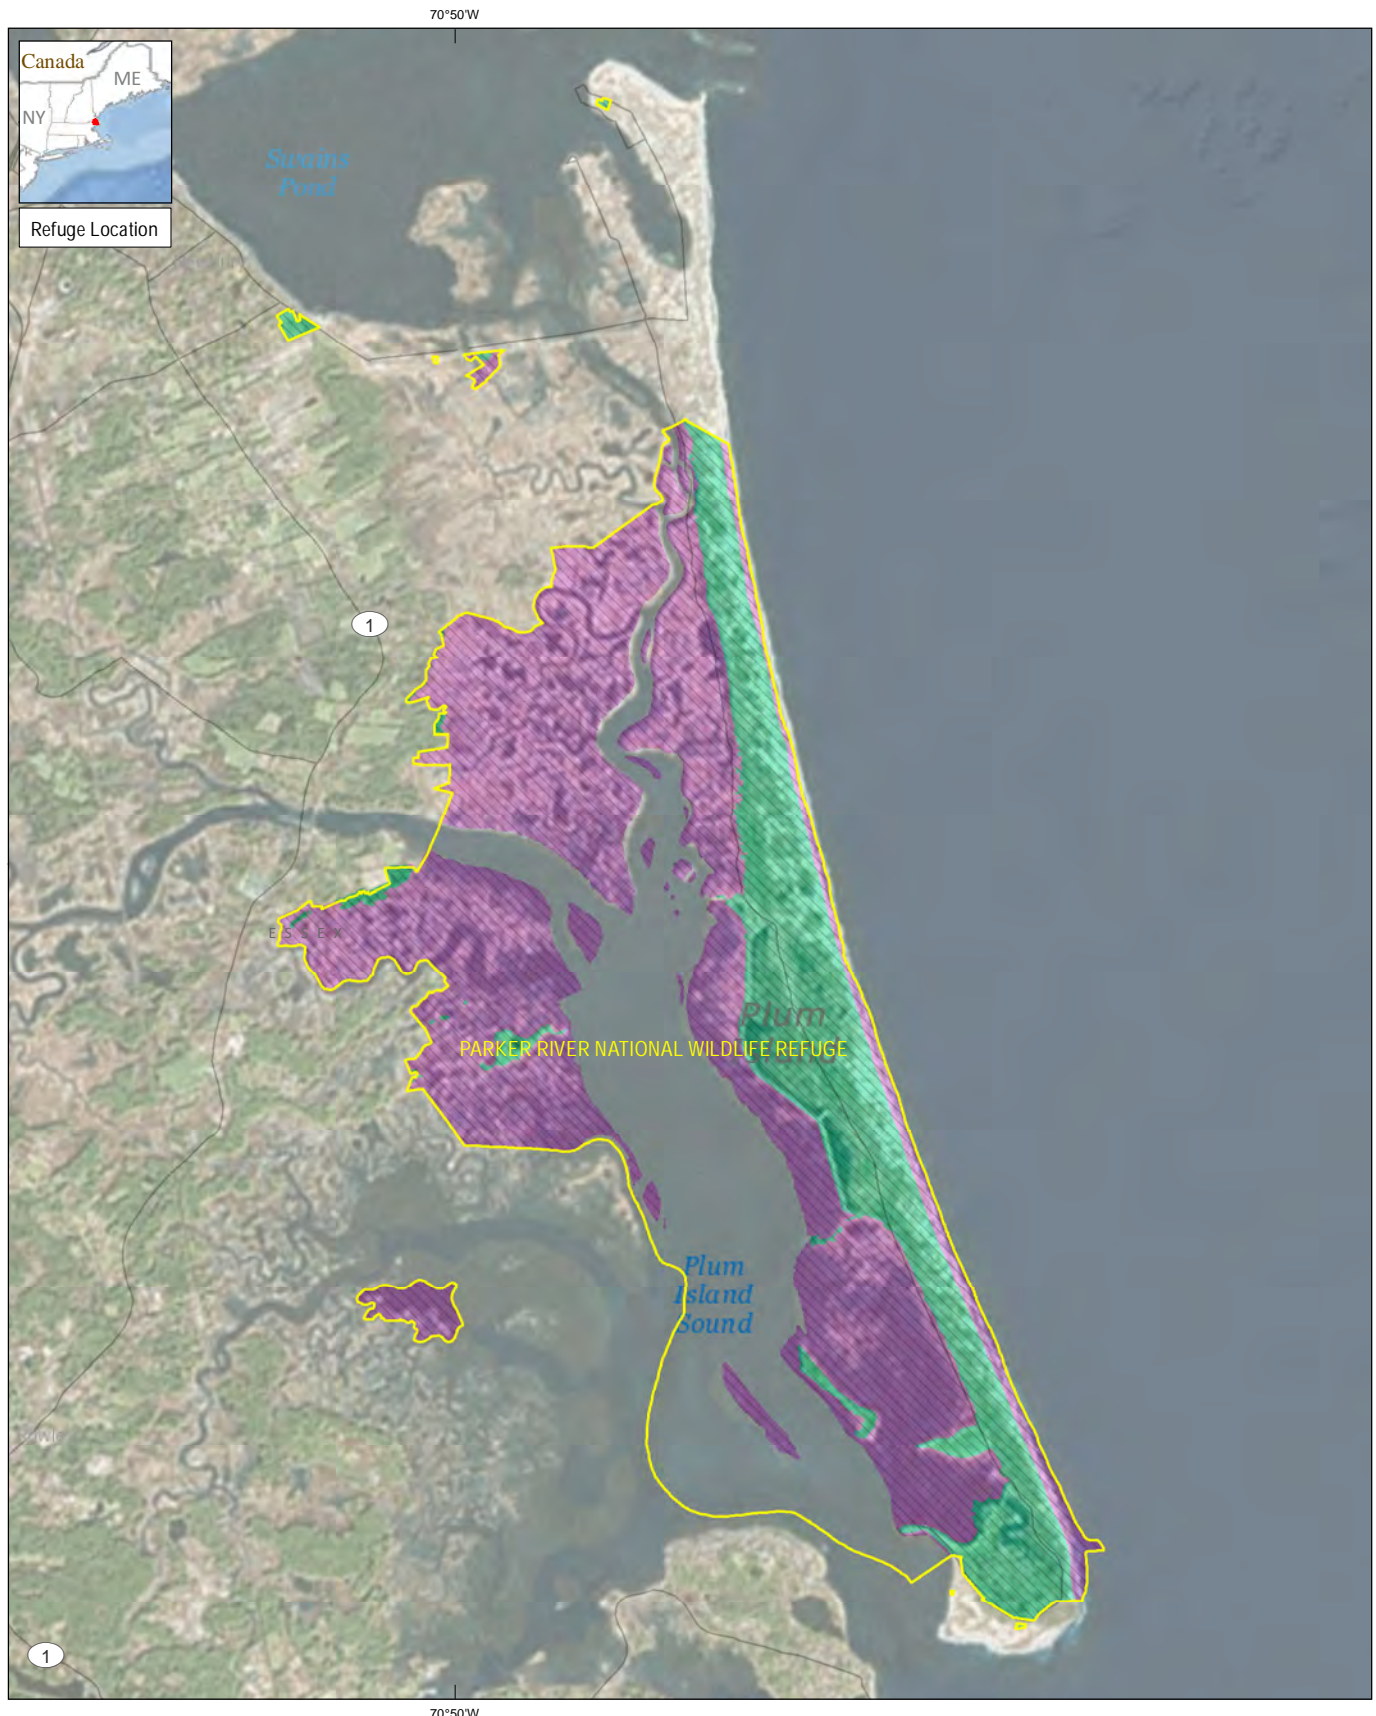 70°50'W
Canada
ME
NY
Swains
Pond
Refuge Location
1
ESSEX
Plum
PARKER RIVER NATIONAL WILDLIFE REFUGE
Plum
Island
Sound
1
70°50'W